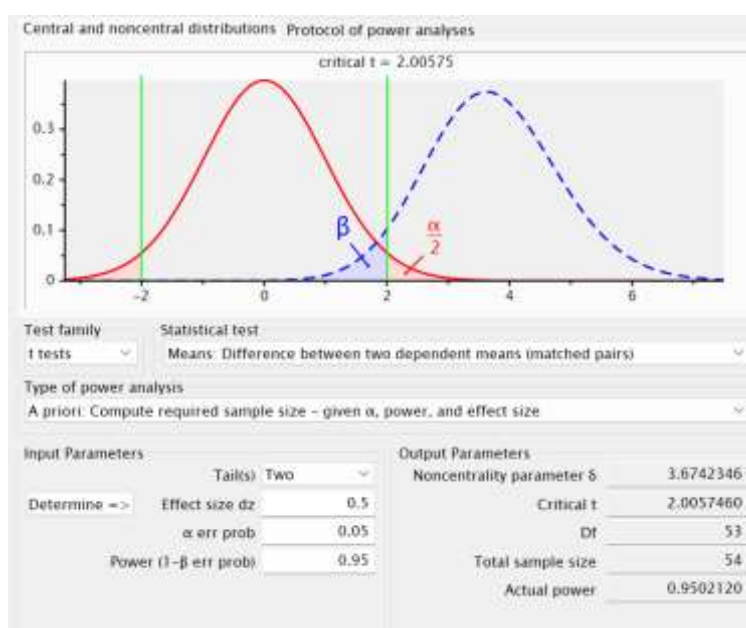 Central and noncentral distributions Protocol of power analyses
critical t = 2.00575
0.3
0.2
0.1
0
β
α
2
-2 0 2 4 6
Test family Statistical test
t tests Means: Difference between two dependent means (matched pairs)
Type of power analysis
A priori: Compute required sample size - given α, power, and effect size
Input Parameters Output Parameters
Tail(s) Two Noncentrality parameter δ 3.6742346
Determine => Effect size dz 0.5 Critical t 2.0057460
α err prob 0.05 Df 53
Power (1-β err prob) 0.95 Total sample size 54
Actual power 0.9502120